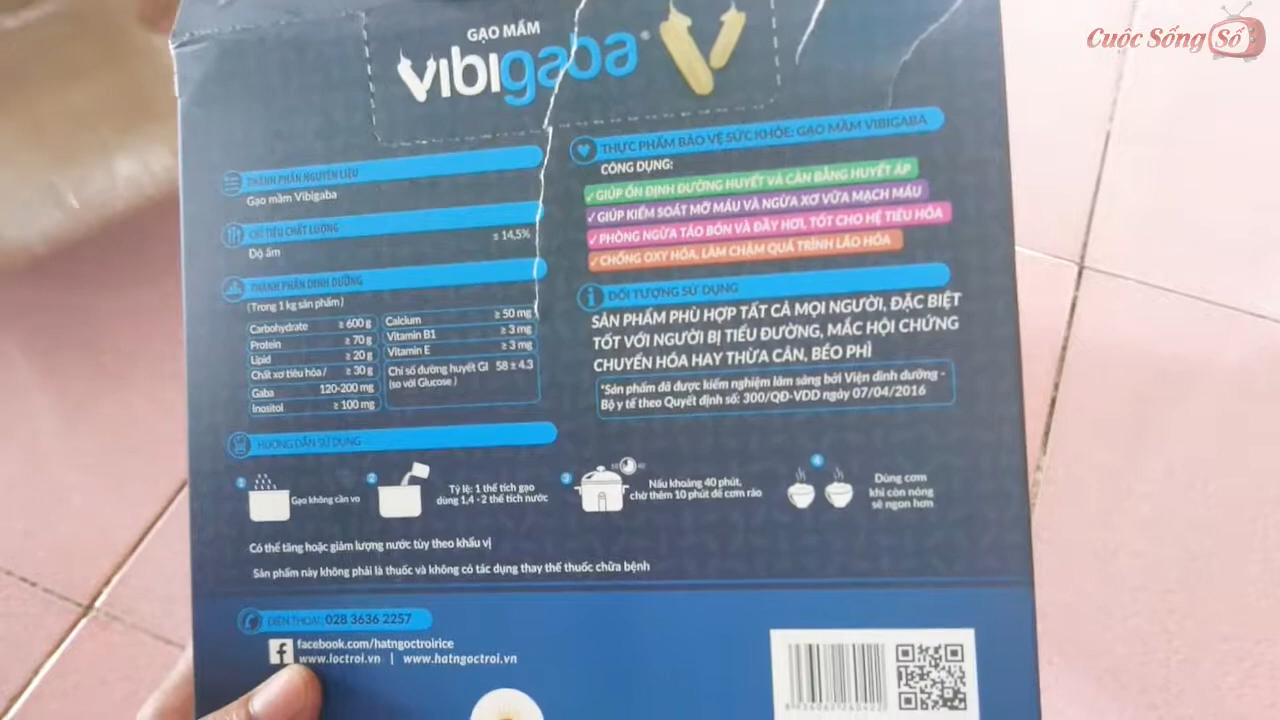 Cuộc Sống Số
GẠO MẦM
Vibigaba®
THÀNH PHẦN NGUYÊN LIỆU
Gạo mầm Vibigaba
CHỈ TIÊU CHẤT LƯỢNG
Độ ẩm ≤ 14,5%
THÀNH PHẦN DINH DƯỠNG
(Trong 1 kg sản phẩm)
Carbohydrate ≥ 600 g
Protein ≥ 70 g
Lipid ≥ 20 g
Chất xơ tiêu hóa / ≥ 30 g
Gaba 120-200 mg
Inositol ≥ 100 mg
Calcium ≥ 50 mg
Vitamin B1 ≥ 3 mg
Vitamin E ≥ 3 mg
Chỉ số đường huyết GI 58 ± 4.3
(so với Glucose)
THỰC PHẨM BẢO VỆ SỨC KHỎE: GẠO MẦM VIBIGABA
CÔNG DỤNG:
✓ GIÚP ỔN ĐỊNH ĐƯỜNG HUYẾT VÀ CÂN BẰNG HUYẾT ÁP
✓ GIÚP KIỂM SOÁT MỠ MÁU VÀ NGỪA XƠ VỮA MẠCH MÁU
✓ PHÒNG NGỪA TÁO BÓN VÀ ĐẦY HƠI, TỐT CHO HỆ TIÊU HÓA
✓ CHỐNG OXY HÓA, LÀM CHẬM QUÁ TRÌNH LÃO HÓA
ĐỐI TƯỢNG SỬ DỤNG
SẢN PHẨM PHÙ HỢP TẤT CẢ MỌI NGƯỜI, ĐẶC BIỆT
TỐT VỚI NGƯỜI BỊ TIỂU ĐƯỜNG, MẮC HỘI CHỨNG
CHUYỂN HÓA HAY THỪA CÂN, BÉO PHÌ
*Sản phẩm đã được kiểm nghiệm lâm sàng bởi Viện dinh dưỡng -
Bộ y tế theo Quyết định số: 300/QĐ-VDD ngày 07/04/2016
HƯỚNG DẪN SỬ DỤNG
1
Gạo không cần vo
2
Tỷ lệ: 1 thể tích gạo
dùng 1,4 -2 thể tích nước
3
Nấu khoảng 40 phút,
chờ thêm 10 phút để cơm ráo
4
Dùng cơm
khi còn nóng
sẽ ngon hơn
Có thể tăng hoặc giảm lượng nước tùy theo khẩu vị
Sản phẩm này không phải là thuốc và không có tác dụng thay thế thuốc chữa bệnh
ĐIỆN THOẠI: 028 3636 2257
facebook.com/hatngoctroirice
www.loctroi.vn | www.hatngoctroi.vn